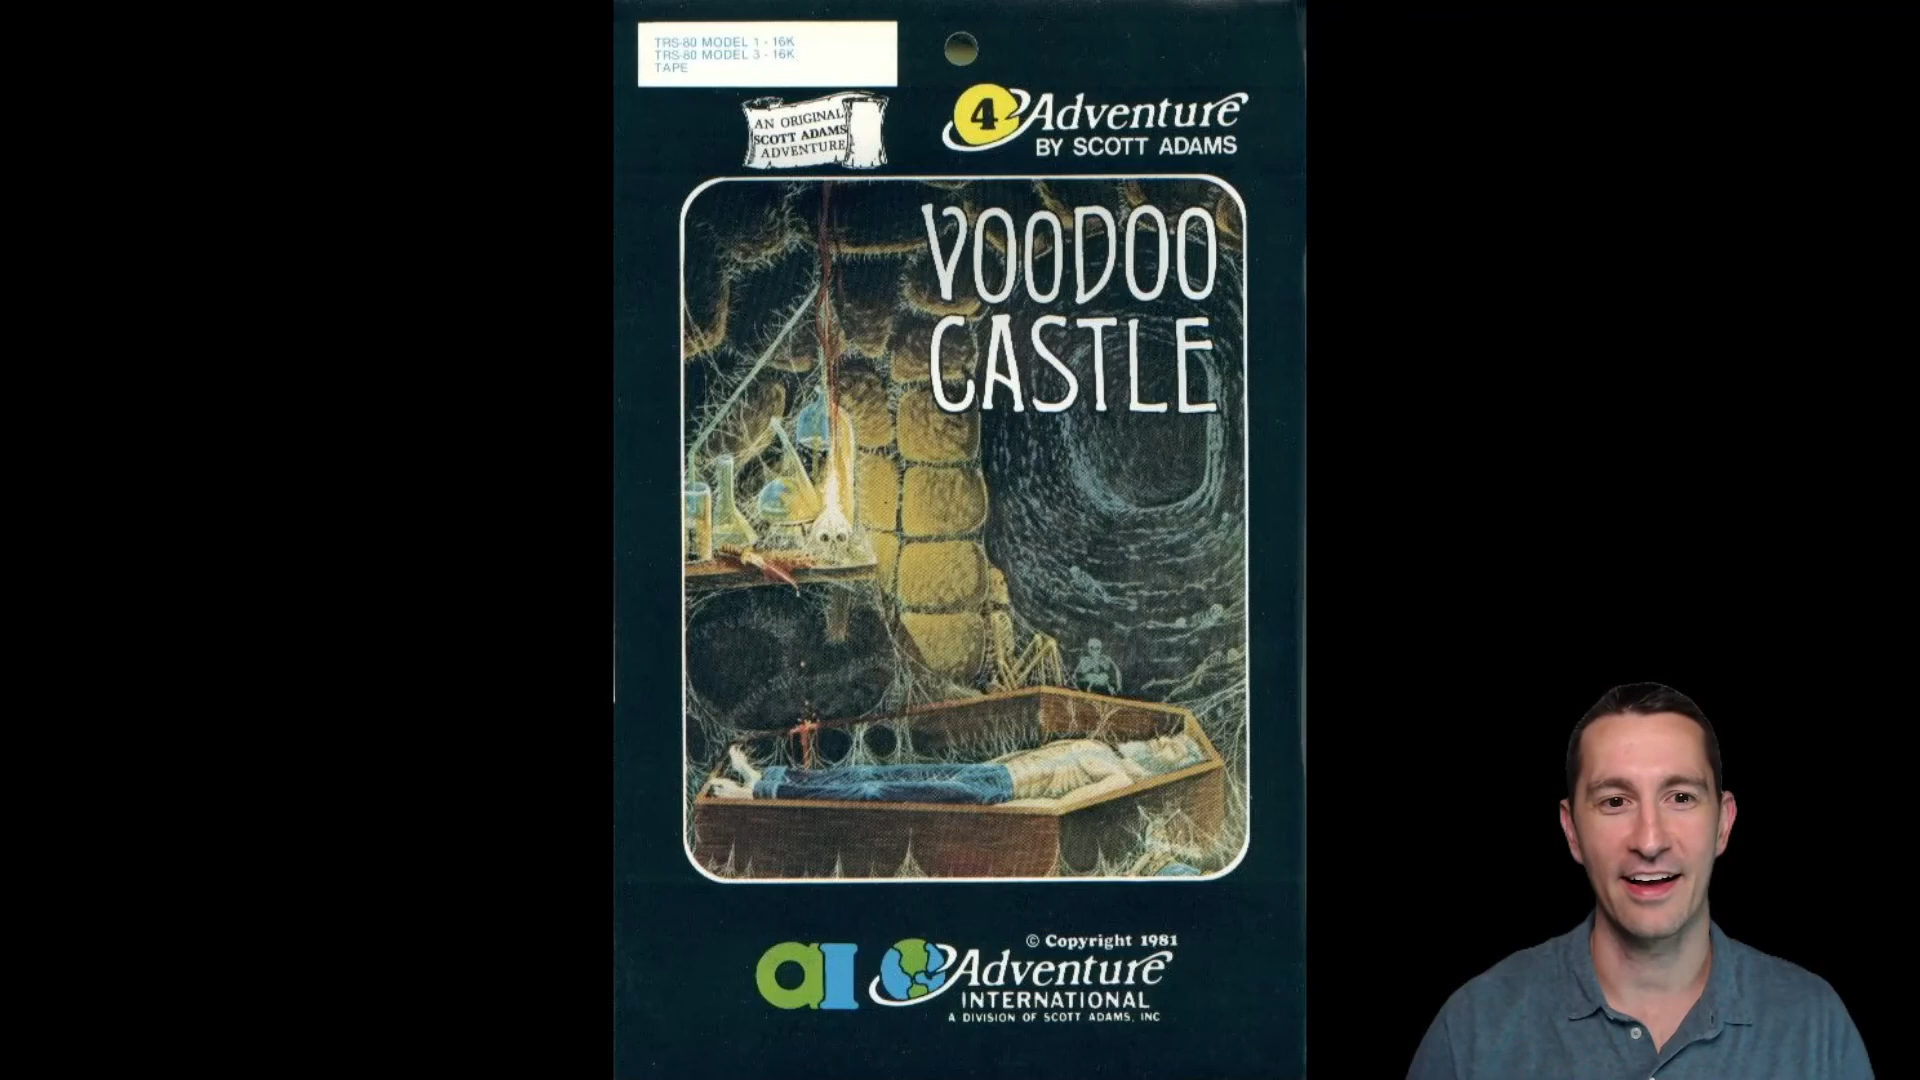 TRS-80 MODEL 1 - 16K
TRS-80 MODEL 3 - 16K
TAPE
AN ORIGINAL
SCOTT ADAMS
ADVENTURE
4 Adventure
BY SCOTT ADAMS
VOODOO
CASTLE
© Copyright 1981
ai Adventure
INTERNATIONAL
A DIVISION OF SCOTT ADAMS, INC